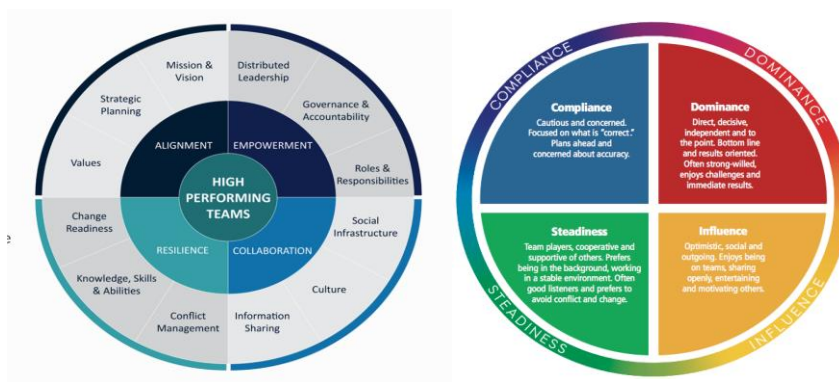 Mission &
Vision
Distributed
Leadership
Strategic
Planning
Governance &
Accountability
Values
ALIGNMENT
EMPOWERMENT
Roles &
Responsibilities
HIGH
PERFORMING
TEAMS
Change
Readiness
RESILIENCE
COLLABORATION
Social
Infrastructure
Knowledge, Skills
& Abilities
Culture
Conflict
Management
Information
Sharing
COMPLIANCE
DOMINANCE
Compliance
Cautious and concerned.
Focused on what is "correct."
Plans ahead and
concerned about accuracy.
Dominance
Direct, decisive,
independent and to
the point. Bottom line
and results oriented.
Often strong-willed,
enjoys challenges and
immediate results.
Steadiness
Team players, cooperative and
supportive of others. Prefers
being in the background, working
in a stable environment. Often
good listeners and prefers to
avoid conflict and change.
Influence
Optimistic, social and
outgoing. Enjoys being
on teams, sharing
openly, entertaining
and motivating others.
STEADINESS
INFLUENCE